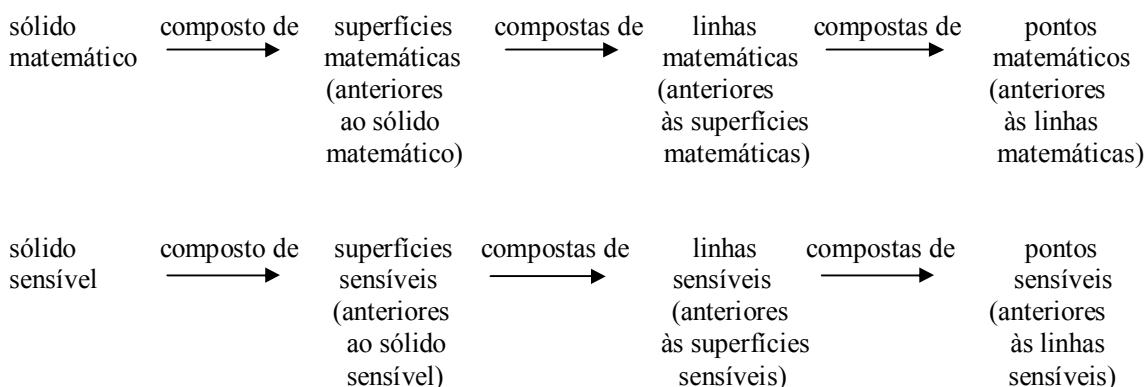 sólido composto de superfícies compostas de linhas compostas de pontos
matemático matemáticas matemáticas matemáticos
(anteriores (anteriores (anteriores
ao sólido às superfícies às linhas
matemático) matemáticas) matemáticas)
sólido composto de superfícies compostas de linhas compostas de pontos
sensível sensíveis sensíveis sensíveis
(anteriores (anteriores (anteriores
ao sólido às superfícies às linhas
sensível) sensíveis) sensíveis)